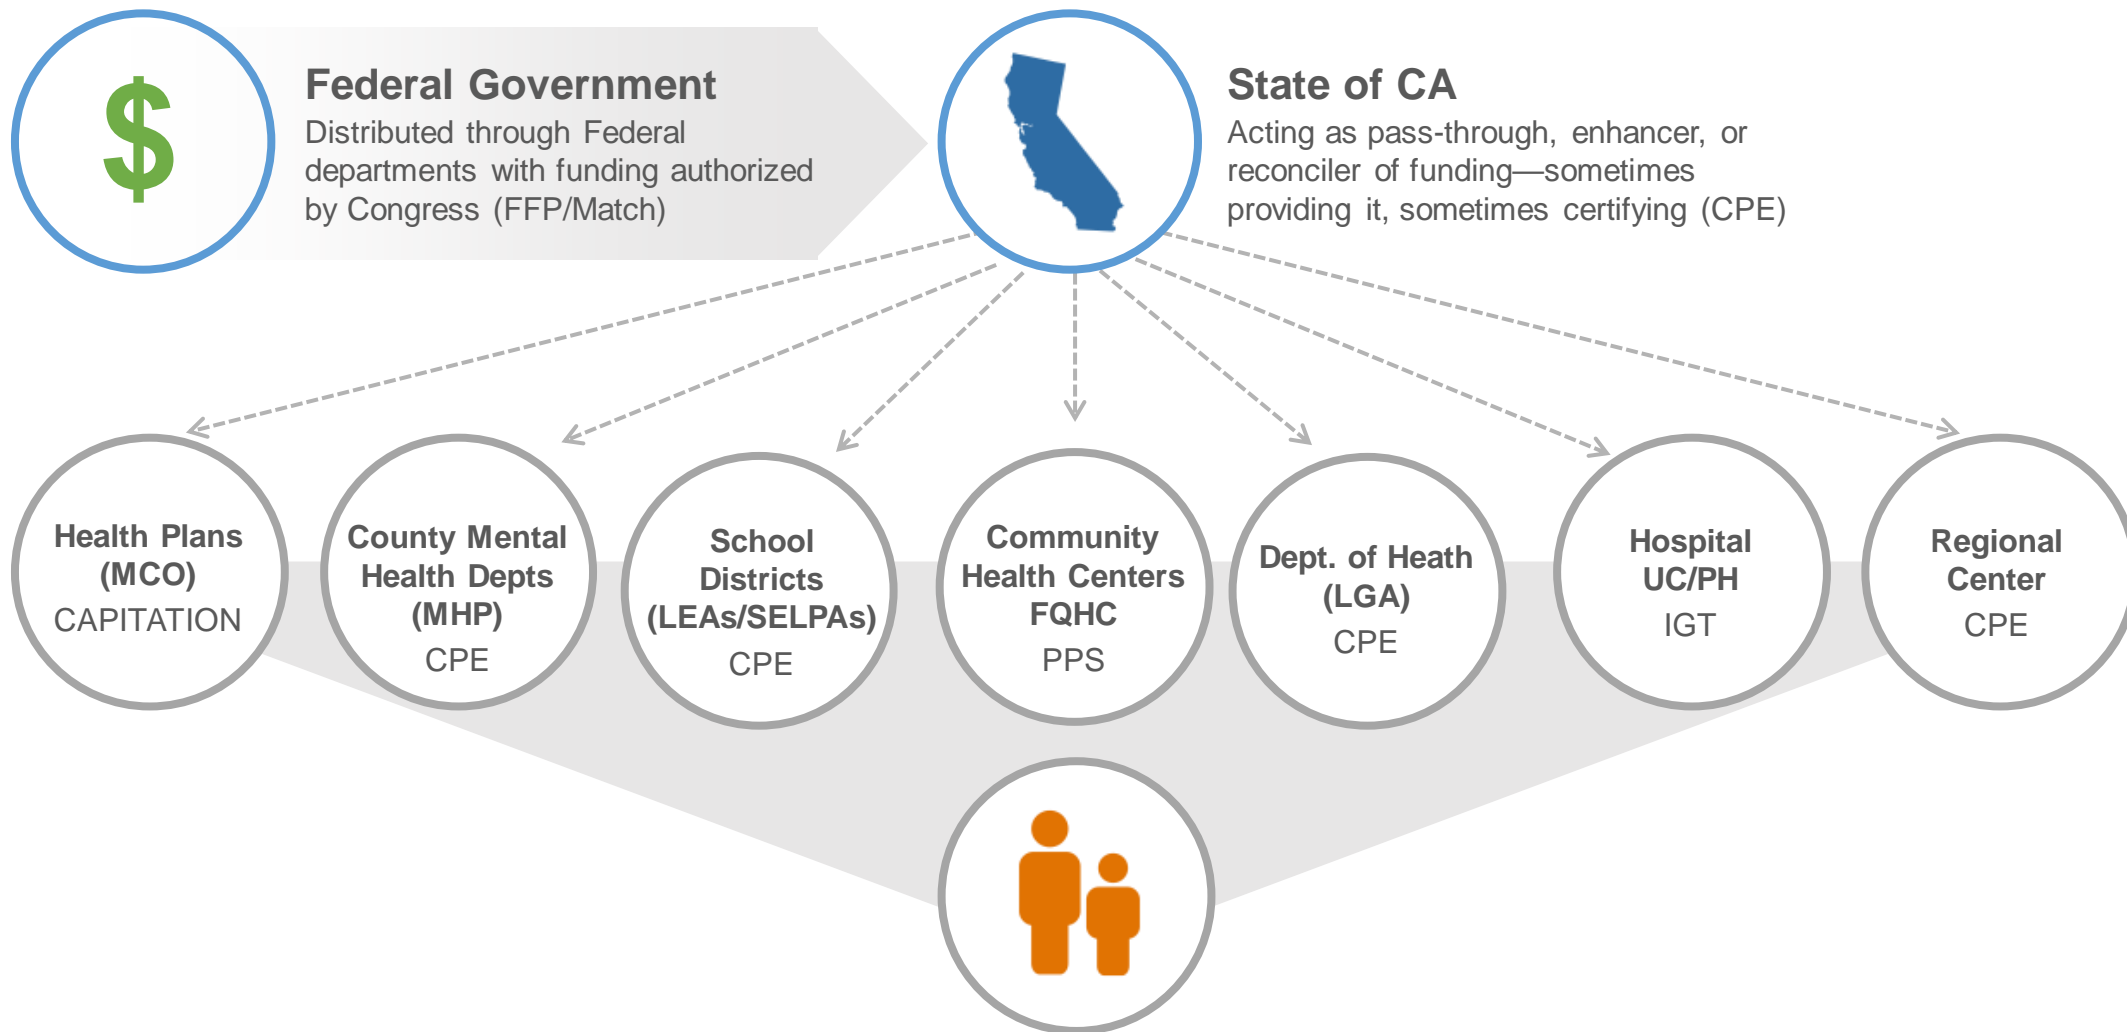 $
Federal Government
Distributed through Federal
departments with funding authorized
by Congress (FFP/Match)
State of CA
Acting as pass-through, enhancer, or
reconciler of funding—sometimes
providing it, sometimes certifying (CPE)
Health Plans
(MCO)
CAPITATION
County Mental
Health Depts
(MHP)
CPE
School
Districts
(LEAs/SELPAs)
CPE
Community
Health Centers
FQHC
PPS
Dept. of Heath
(LGA)
CPE
Hospital
UC/PH
IGT
Regional
Center
CPE